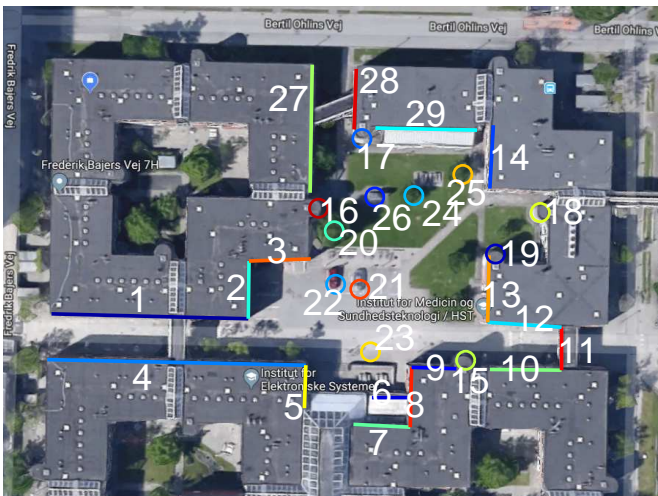 Bertil Ohlins Vej
Bertil Ohlins Vej
Bertil Ohlins V
Fredrik Bajers Vej
28
27
29
17
14
Frederik Bajers Vej 7H
25
26
24
16
18
20
3
19
Fredrik Bajers Vej
1
2
22
21
13
Institut for Medicin og
Sundhedsteknologi / HST
12
23
11
4
Institut for
Elektroniske Systemer
9
15
10
5
6
8
7